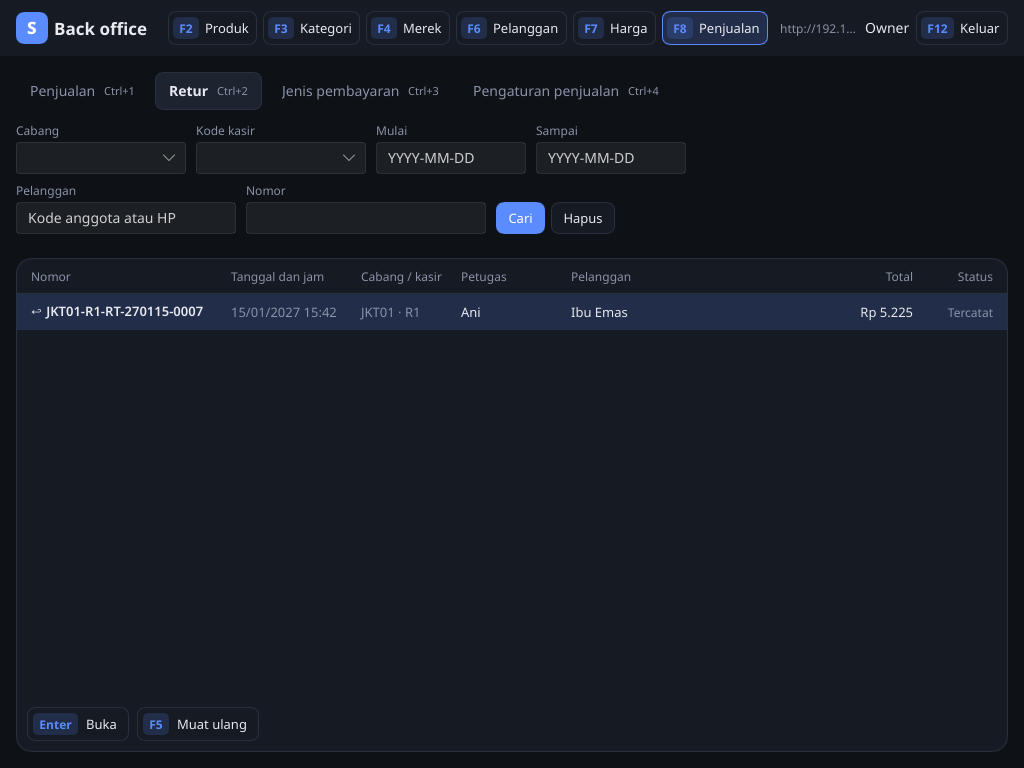 S Back office F2 Produk F3 Kategori F4 Merek F6 Pelanggan F7 Harga F8 Penjualan http://192.1... Owner F12 Keluar
Penjualan Ctrl+1 Retur Ctrl+2 Jenis pembayaran Ctrl+3 Pengaturan penjualan Ctrl+4
Cabang Kode kasir Mulai Sampai
YYYY-MM-DD YYYY-MM-DD
Pelanggan Nomor
Kode anggota atau HP Cari Hapus
Nomor Tanggal dan jam Cabang / kasir Petugas Pelanggan Total Status
↩ JKT01-R1-RT-270115-0007 15/01/2027 15:42 JKT01 · R1 Ani Ibu Emas Rp 5.225 Tercatat
Enter Buka F5 Muat ulang